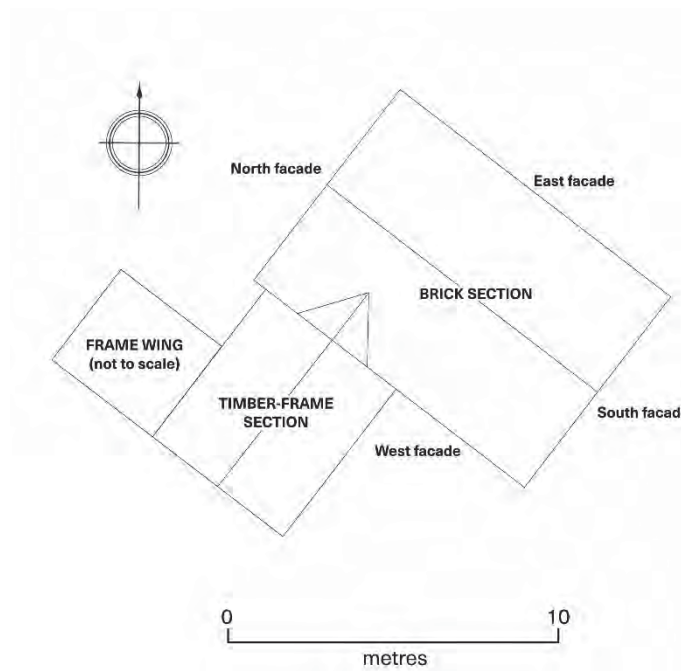 North facade
East facade
BRICK SECTION
FRAME WING
(not to scale)
TIMBER-FRAME
SECTION
South facad
West facade
0 10
metres